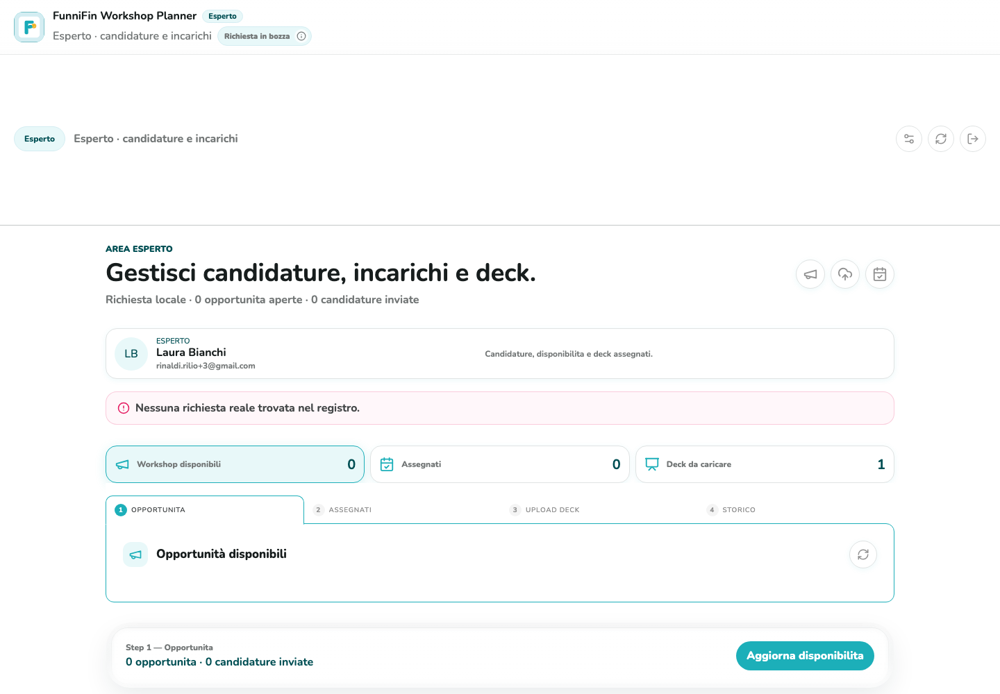 FunniFin Workshop Planner
Esperto
Esperto · candidature e incarichi
Richiesta in bozza
Esperto
Esperto · candidature e incarichi
AREA ESPERTO
Gestisci candidature, incarichi e deck.
Richiesta locale · 0 opportunita aperte · 0 candidature inviate
LB
ESPERTO
Laura Bianchi
rinaldi.rilio+3@gmail.com
Candidature, disponibilita e deck assegnati.
Nessuna richiesta reale trovata nel registro.
Workshop disponibili
0
Assegnati
0
Deck da caricare
1
1 OPPORTUNITA
2 ASSEGNATI
3 UPLOAD DECK
4 STORICO
Opportunità disponibili
Step 1 — Opportunita
0 opportunita · 0 candidature inviate
Aggiorna disponibilita